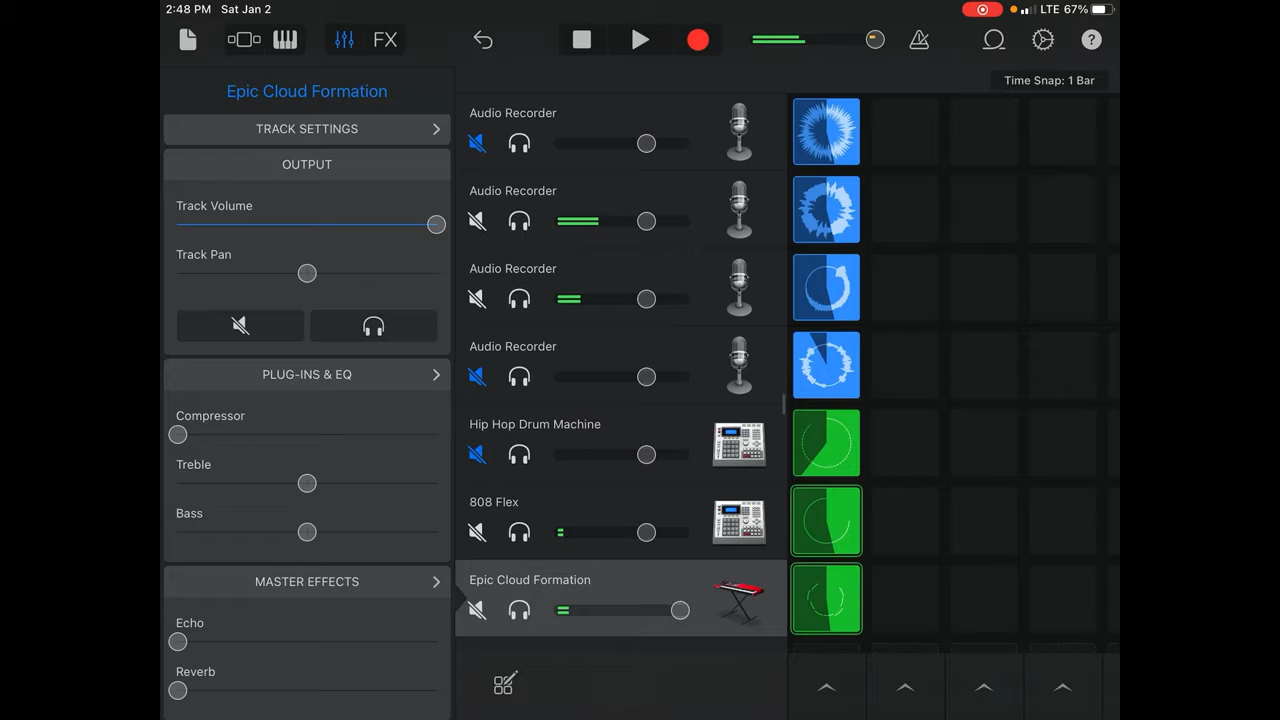 2:48 PM Sat Jan 2
LTE 67%
FX
?
Time Snap: 1 Bar
Epic Cloud Formation
TRACK SETTINGS
OUTPUT
Track Volume
Track Pan
PLUG-INS & EQ
Compressor
Treble
Bass
MASTER EFFECTS
Echo
Reverb
Audio Recorder
Audio Recorder
Audio Recorder
Audio Recorder
Hip Hop Drum Machine
808 Flex
Epic Cloud Formation